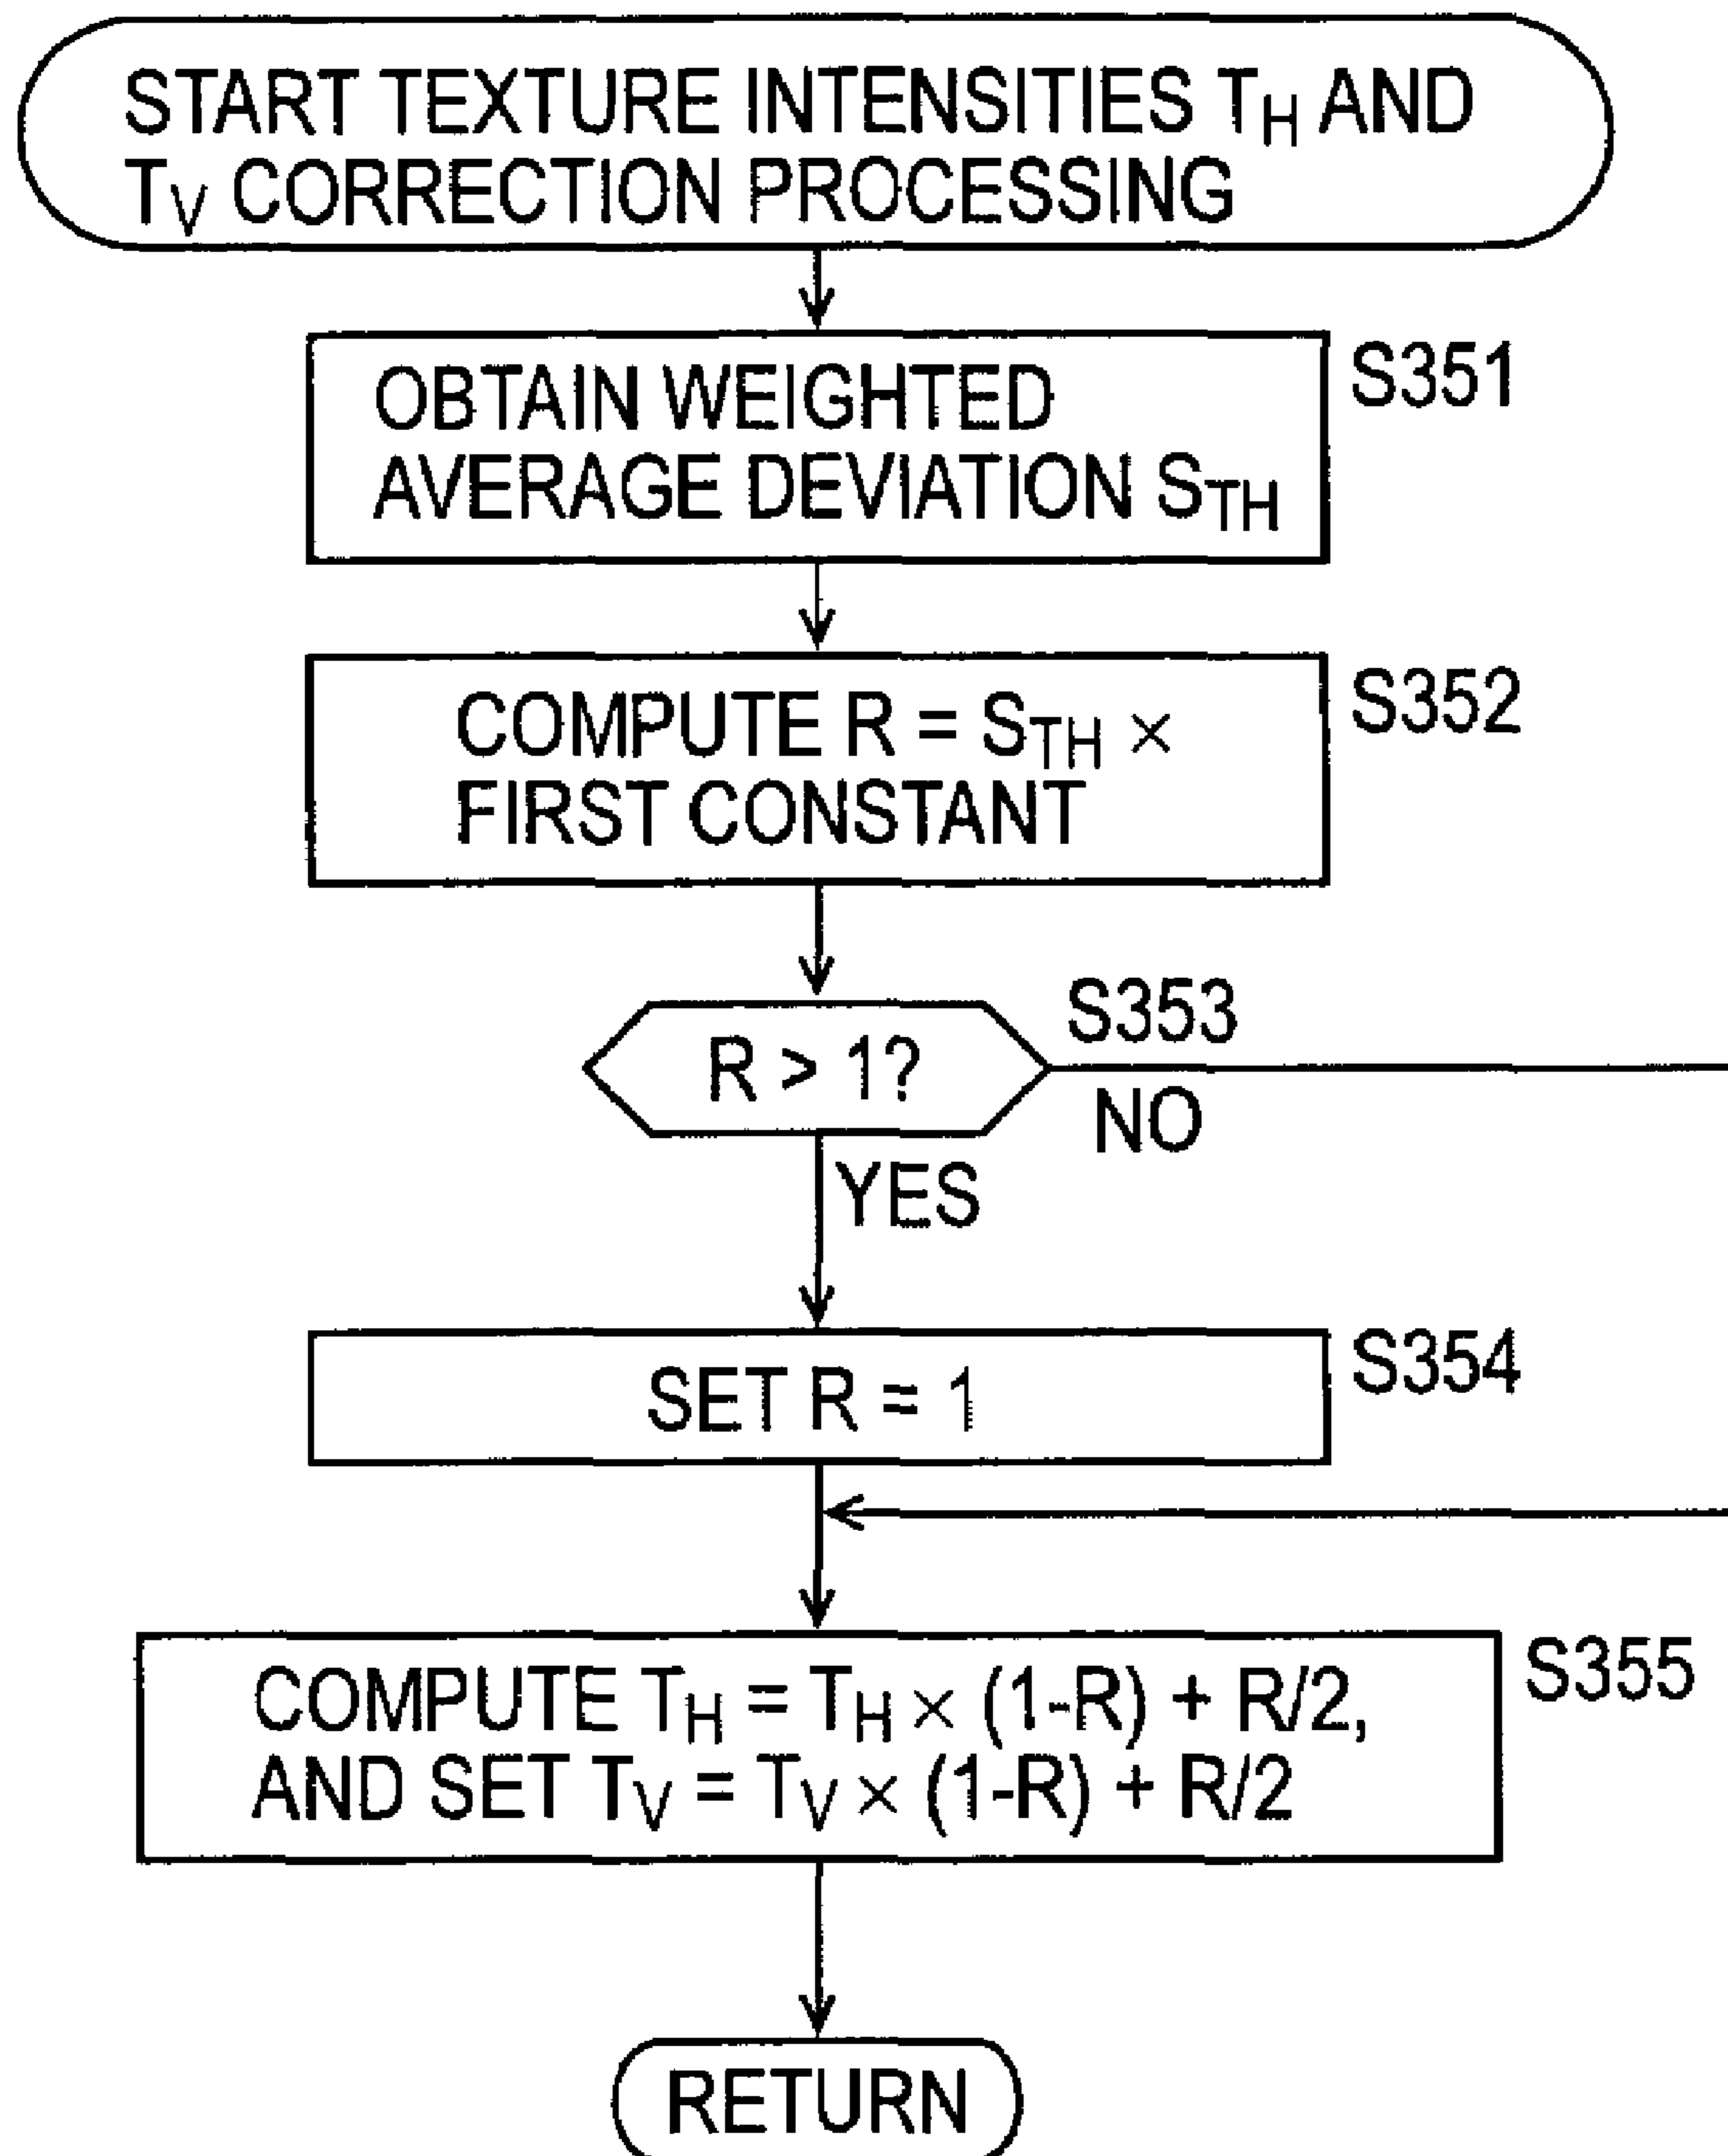 START TEXTURE INTENSITIES TH AND
TV CORRECTION PROCESSING
OBTAIN WEIGHTED
AVERAGE DEVIATION STH
S351
COMPUTE R = STH ×
FIRST CONSTANT
S352
R > 1?
S353
NO
YES
SET R = 1
S354
COMPUTE TH = TH × (1-R) + R/2,
AND SET TV = TV × (1-R) + R/2
S355
RETURN